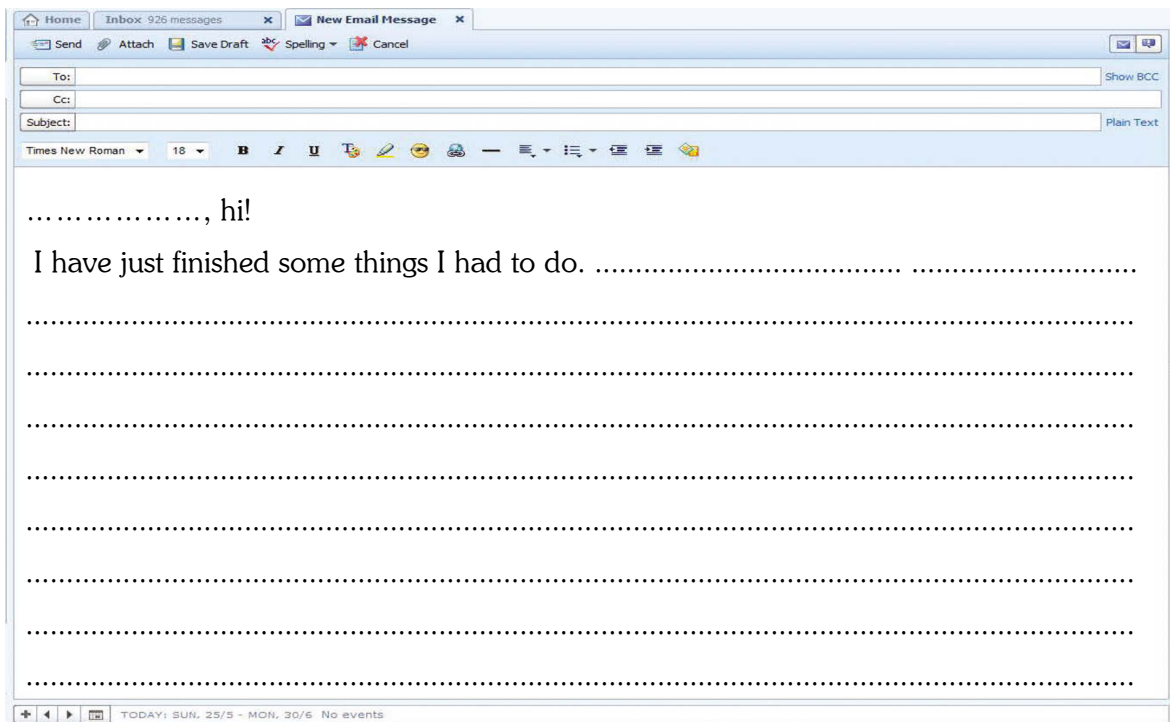 Home Inbox 926 messages x New Email Message x
Send Attach Save Draft abc Spelling Cancel
To: Show BCC
Cc:
Subject: Plain Text
Times New Roman 18 B I U T
………………, hi!
I have just finished some things I had to do. ...................................... ............................
.........................................................................................................................................
.........................................................................................................................................
.........................................................................................................................................
.........................................................................................................................................
.........................................................................................................................................
.........................................................................................................................................
.........................................................................................................................................
.........................................................................................................................................
TODAY: SUN, 25/5 - MON, 30/6 No events